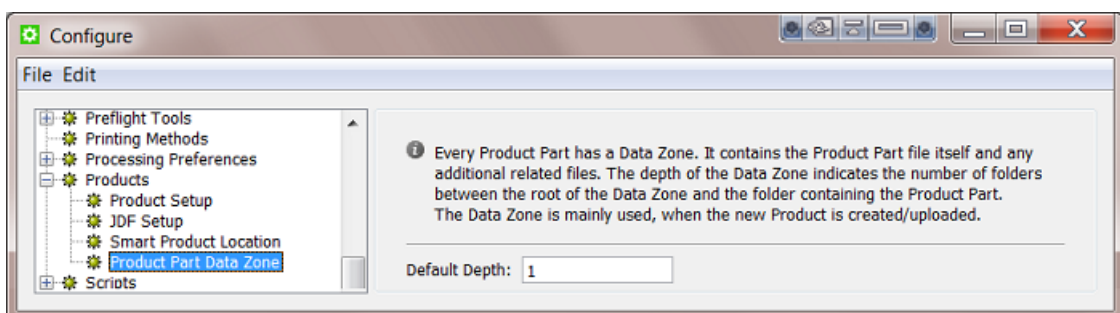 Configure
File Edit
Preflight Tools
Printing Methods
Processing Preferences
Products
Product Setup
JDF Setup
Smart Product Location
Product Part Data Zone
Scripts
Every Product Part has a Data Zone. It contains the Product Part file itself and any
additional related files. The depth of the Data Zone indicates the number of folders
between the root of the Data Zone and the folder containing the Product Part.
The Data Zone is mainly used, when the new Product is created/uploaded.
Default Depth: 1